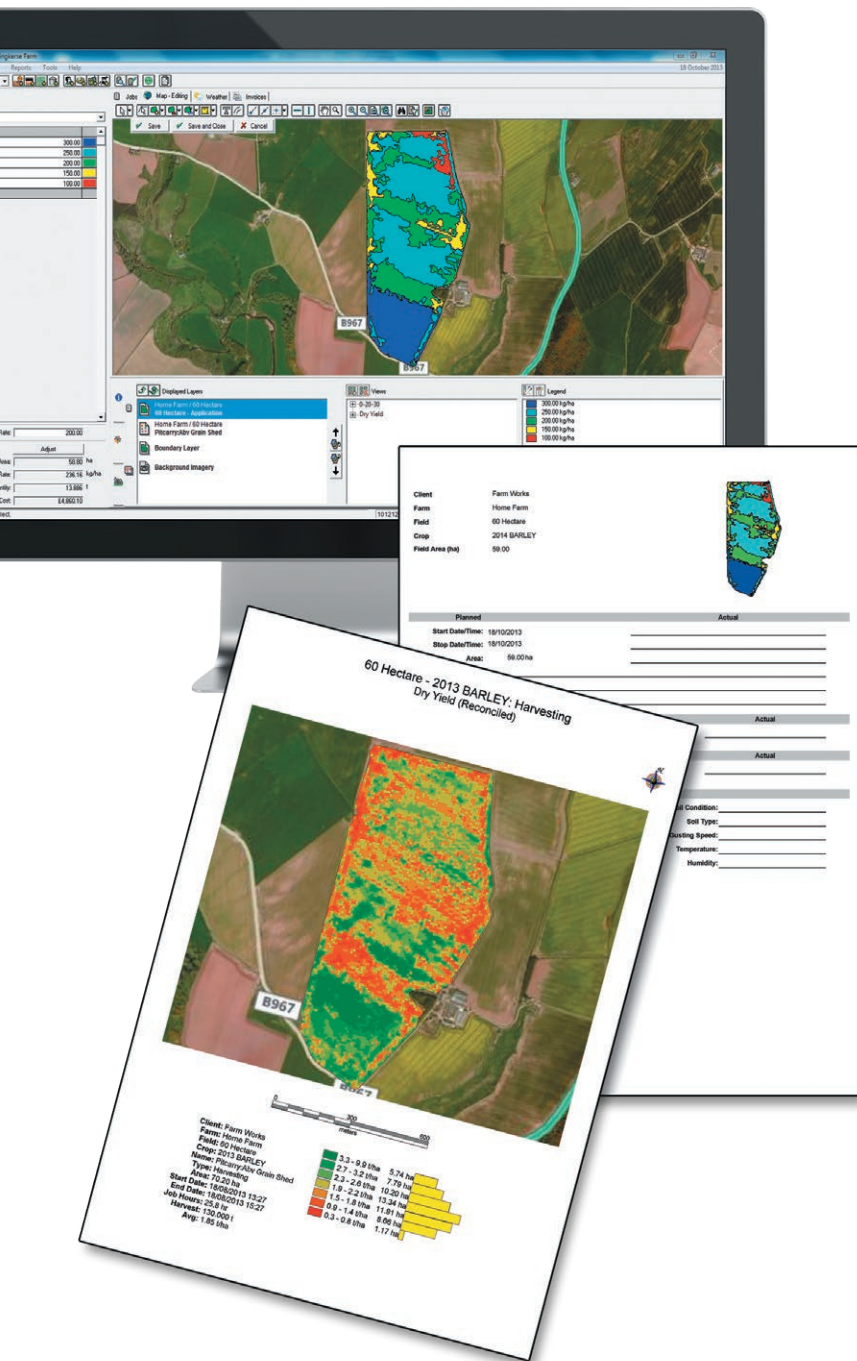 Reports Tools Help
18 October 2013
Jobs Map - Editing Weather Invoices
Save Save and Close Cancel
300.00
250.00
200.00
150.00
100.00
B967
B967
Displayed Layers
Home Farm / 60 Hectare
60 Hectare - Application
Home Farm / 60 Hectare
Pitcarry:Abv Grain Shed
Boundary Layer
Background Imagery
Views
0-20-30
Dry Yield
Legend
300.00 kg/ha
250.00 kg/ha
200.00 kg/ha
150.00 kg/ha
100.00 kg/ha
Rate: 200.00
Adjust
Area: 58.80 ha
Rate: 236.16 kg/ha
13.886 t
Cost: £4,860.10
Client Farm Works
Farm Home Farm
Field 60 Hectare
Crop 2014 BARLEY
Field Area (ha) 59.00
Planned Actual
Start Date/Time: 18/10/2013
Stop Date/Time: 18/10/2013
Area: 59.00 ha
Actual
Actual
Condition:
Soil Type:
Gusting Speed:
Temperature:
Humidity:
60 Hectare - 2013 BARLEY: Harvesting
Dry Yield (Reconciled)
B967
B967
meters
Client: Farm Works
Farm: Home Farm
Field: 60 Hectare
Crop: 2013 BARLEY
Name: Pitcarry:Abv Grain Shed
Type: Harvesting
Area: 70.20 ha
Start Date: 18/08/2013 13:27
End Date: 18/08/2013 15:27
Job Hours: 25.8 hr
Harvest: 130.000 t
Avg: 1.85 t/ha
3.3 - 9.9 t/ha 5.74 ha
2.7 - 3.2 t/ha 7.79 ha
2.3 - 2.6 t/ha 10.20 ha
1.9 - 2.2 t/ha 13.34 ha
1.5 - 1.8 t/ha 11.91 ha
0.9 - 1.4 t/ha 8.66 ha
0.3 - 0.8 t/ha 1.17 ha